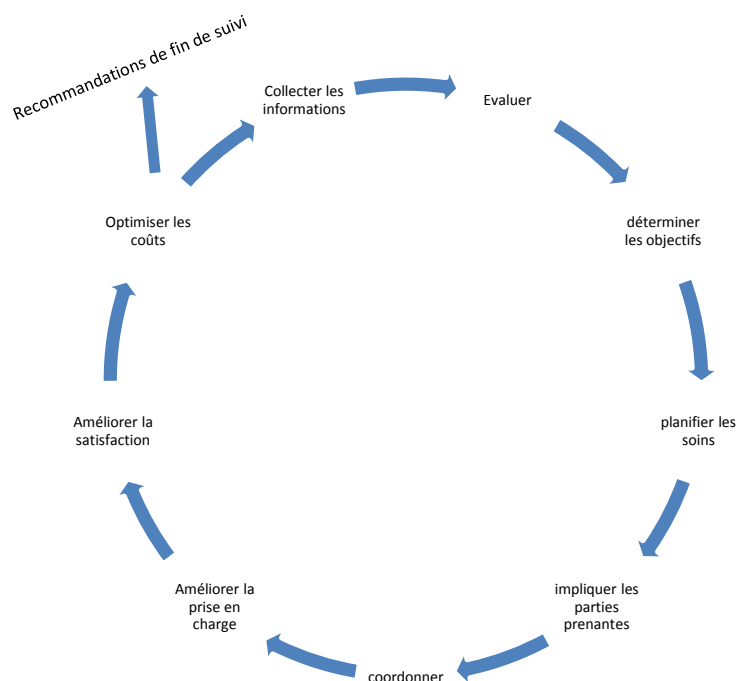 Recommandations de fin de suivi
Collecter les
informations
Evaluer
déterminer
les objectifs
planifier les
soins
impliquer les
parties
prenantes
coordonner
Améliorer la
prise en
charge
Améliorer la
satisfaction
Optimiser les
coûts